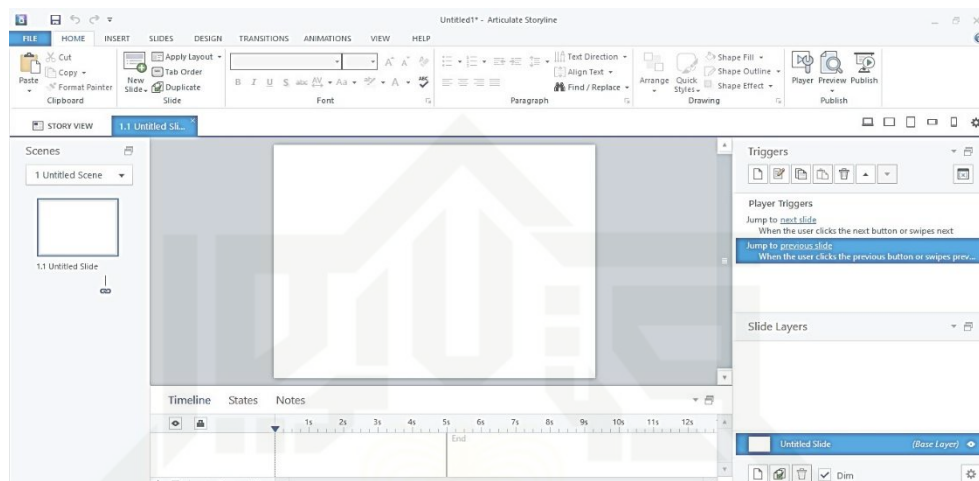 Untitled1* - Articulate Storyline
FILE HOME INSERT SLIDES DESIGN TRANSITIONS ANIMATIONS VIEW HELP
Paste
Cut
Copy
Format Painter
Clipboard
New Slide
Apply Layout
Tab Order
Duplicate
Slide
B I U S abc AV Aa A
Font
Text Direction
Align Text
Find / Replace
Paragraph
Arrange
Quick Styles
Shape Fill
Shape Outline
Shape Effect
Drawing
Player Preview Publish
Publish
STORY VIEW
1.1 Untitled Sli...
Scenes
1 Untitled Scene
1.1 Untitled Slide
Triggers
Player Triggers
Jump to next slide
When the user clicks the next button or swipes next
Jump to previous slide
When the user clicks the previous button or swipes prev...
Slide Layers
Timeline States Notes
1s 2s 3s 4s 5s 6s 7s 8s 9s 10s 11s 12s
End
Untitled Slide (Base Layer)
Dim